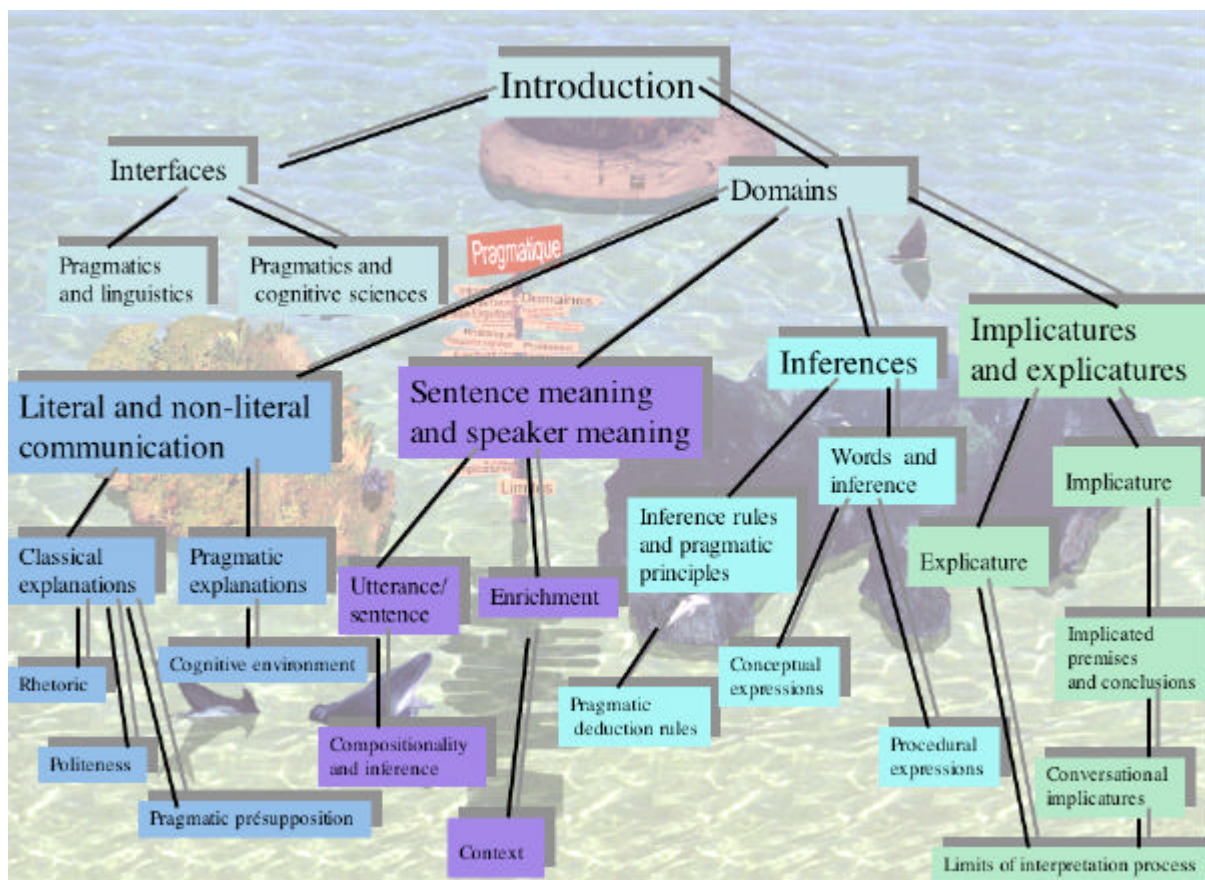 Introduction
Interfaces
Domains
Pragmatics
and linguistics
Pragmatics and
cognitive sciences
Pragmatique
Domaines
Implicatures
and explicatures
Inferences
Literal and non-literal
communication
Sentence meaning
and speaker meaning
Words and
inference
Implicature
Limites
Inference rules
and pragmatic
principles
Classical
explanations
Pragmatic
explanations
Explicature
Utterance/
sentence
Enrichment
Cognitive environment
Rhetoric
Conceptual
expressions
Implicated
premises
and conclusions
Pragmatic
deduction rules
Politeness
Compositionality
and inference
Procedural
expressions
Conversational
implicatures
Pragmatic présupposition
Context
Limits of interpretation process